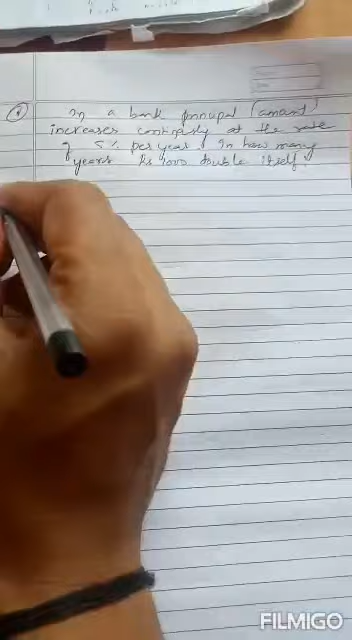 In a bank principal (amount)
increases continuously at the rate
of 5% per year. In how many
years Rs 1000 double itself.
FILMIGO